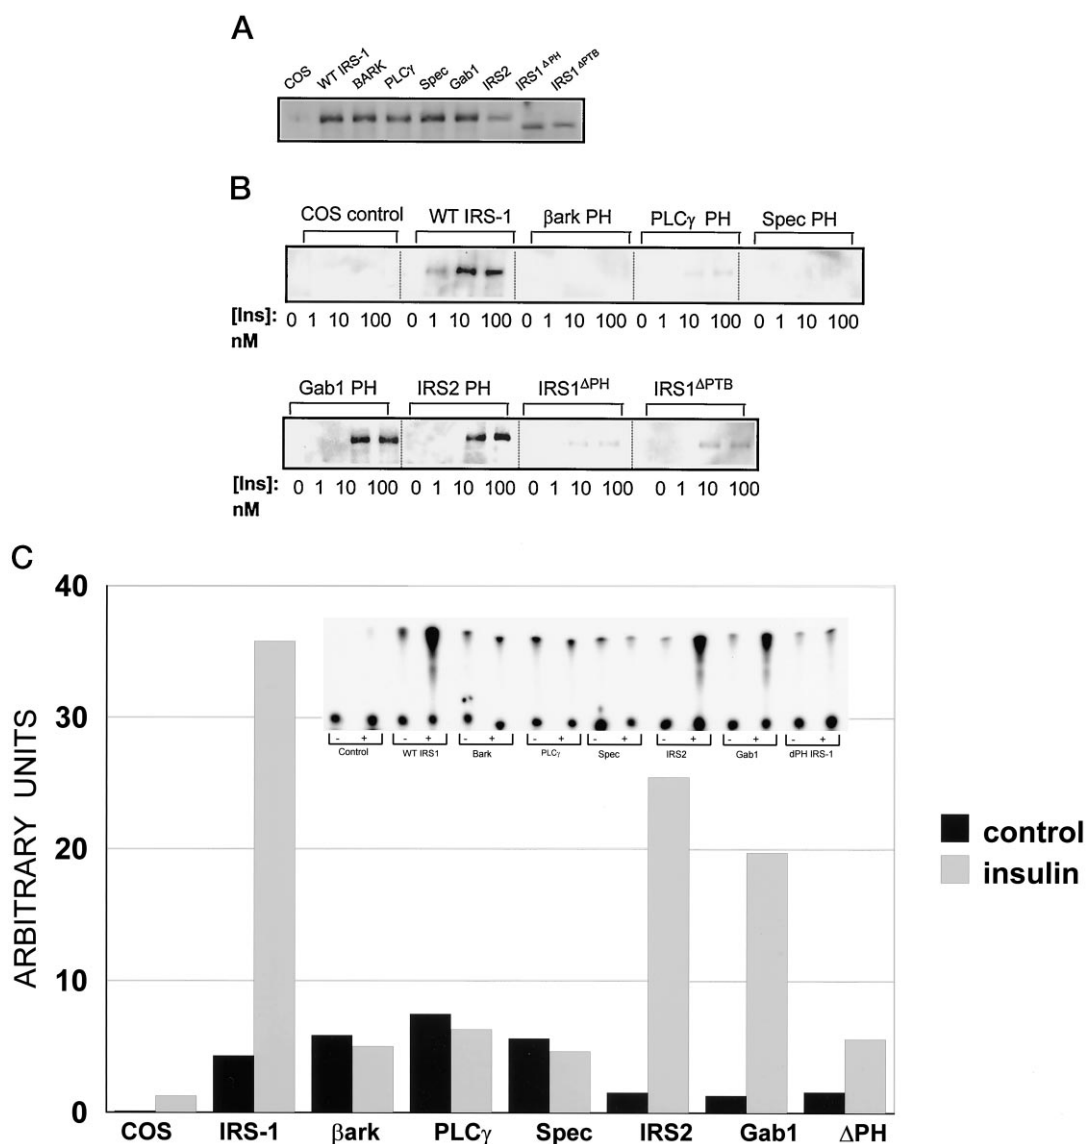 A
COS WT IRS-1 BARK PLCγ Spec Gab1 IRS2 IRS1ΔPH IRS1ΔPTB
B
COS control WT IRS-1 βark PH PLCγ PH Spec PH
[Ins]: 0 1 10 100 0 1 10 100 0 1 10 100 0 1 10 100 0 1 10 100
nM
Gab1 PH IRS2 PH IRS1ΔPH IRS1ΔPTB
[Ins]: 0 1 10 100 0 1 10 100 0 1 10 100 0 1 10 100
nM
C
ARBITRARY UNITS
40
30
20
10
0
- + - + - + - + - + - + - + - +
Control WT IRS1 Bark PLCγ Spec IRS2 Gab1 dPH IRS-1
control
insulin
COS IRS-1 βark PLCγ Spec IRS2 Gab1 ΔPH